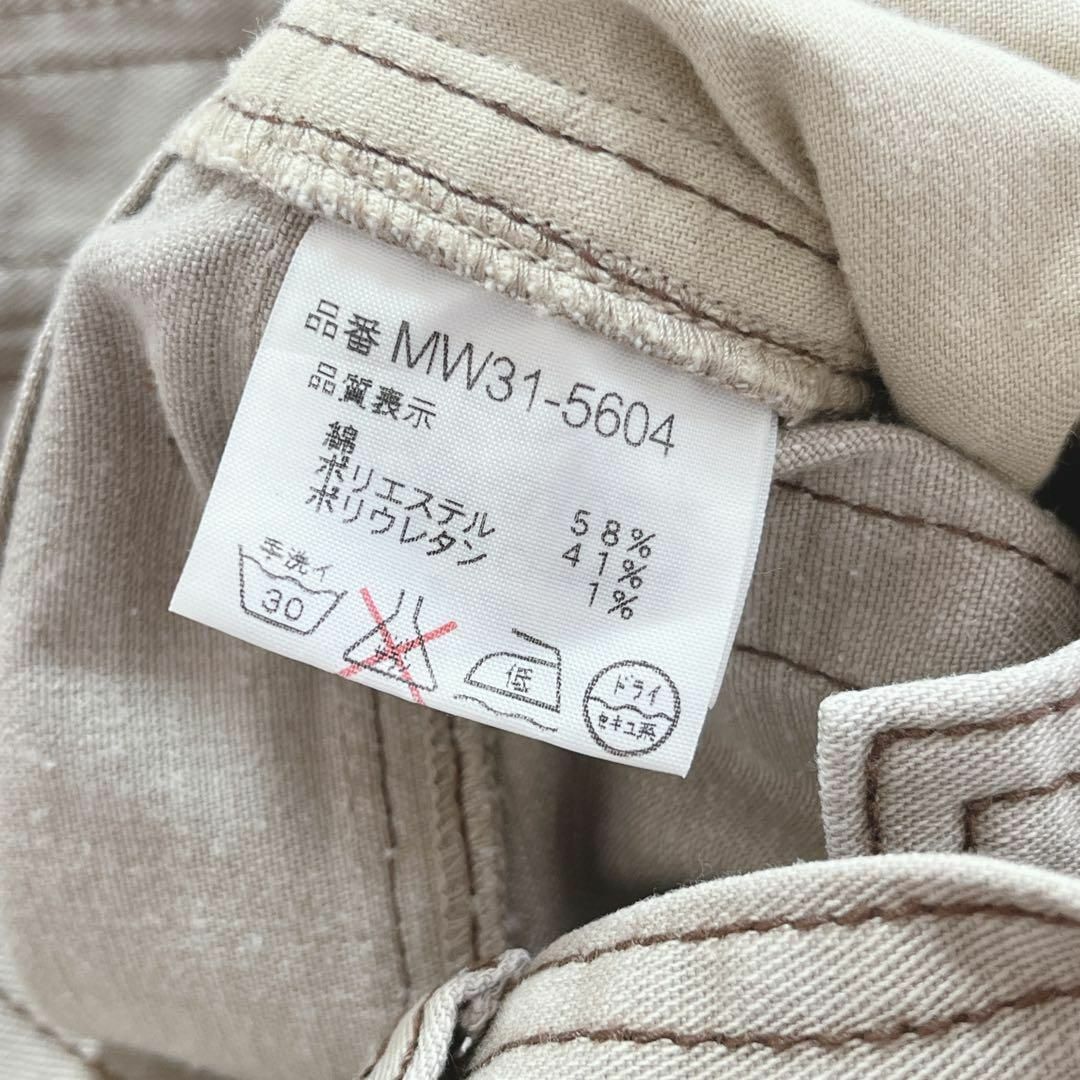 品番 MW31-5604
品質表示
綿 58%
ポリエステル 41%
ポリウレタン 1%
手洗イ
30
低
ドライ
セキユ系